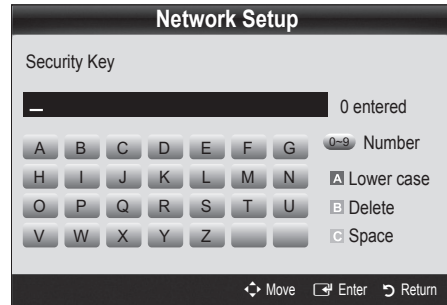 Network Setup
Security Key
0 entered
A B C D E F G
0~9 Number
H I J K L M N
A Lower case
O P Q R S T U
B Delete
V W X Y Z
C Space
Move Enter Return